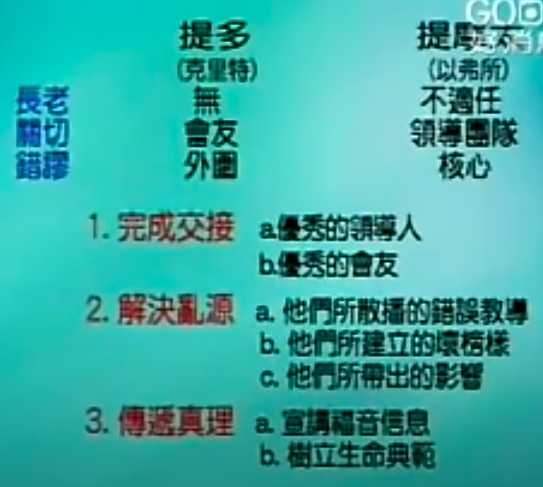 GOOD
提多 提摩太
(克里特) (以弗所)
長老 無 不適任
關切 會友 領導團隊
錯謬 外圍 核心
1. 完成交接 a.優秀的領導人
b.優秀的會友
2. 解決亂源 a. 他們所散播的錯誤教導
b. 他們所建立的壞榜樣
c. 他們所帶出的影響
3. 傳遞真理 a. 宣講福音信息
b. 樹立生命典範